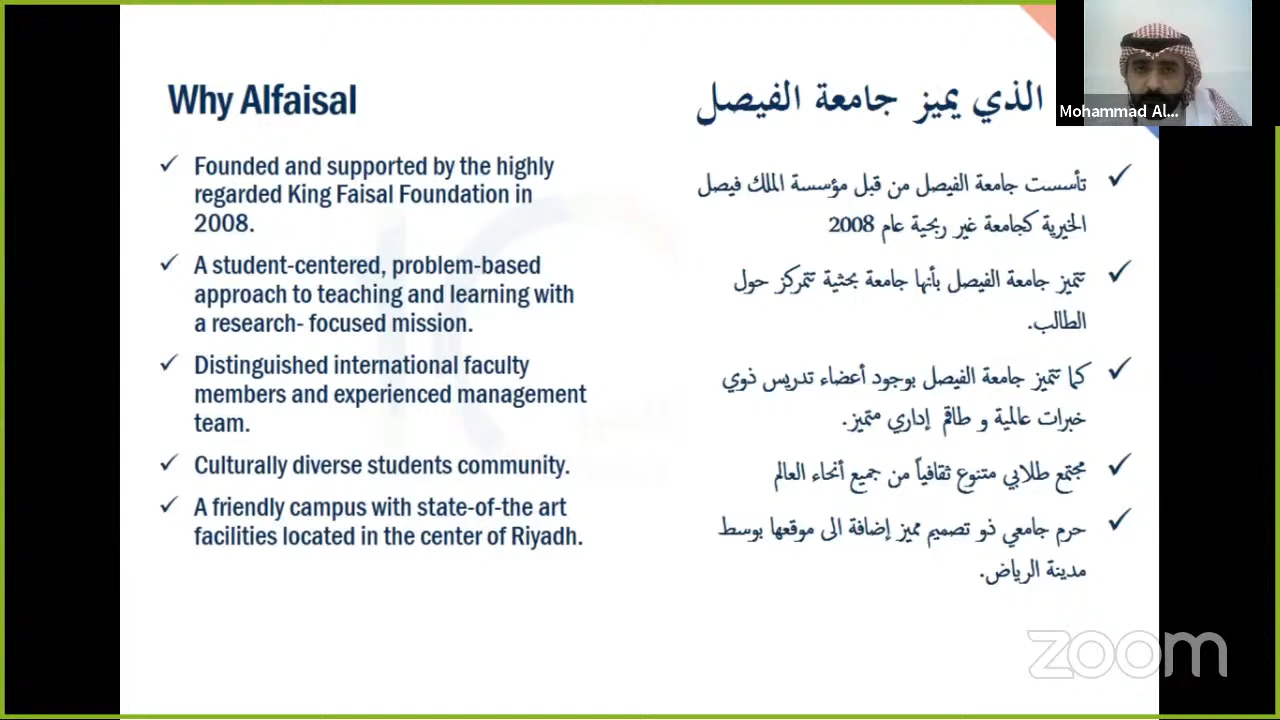 Why Alfaisal
Founded and supported by the highly
regarded King Faisal Foundation in
2008.
A student-centered, problem-based
approach to teaching and learning with
a research- focused mission.
Distinguished international faculty
members and experienced management
team.
Culturally diverse students community.
A friendly campus with state-of-the art
facilities located in the center of Riyadh.
الذي يميز جامعة الفيصل
تأسست جامعة الفيصل من قبل مؤسسة الملك فيصل
الخيرية كجامعة غير ربحية عام 2008
تتميز جامعة الفيصل بأنها جامعة بحثية تتمركز حول
الطالب.
كما تتميز جامعة الفيصل بوجود أعضاء تدريس ذوي
خبرات عالمية و طاقم إداري متميز.
مجتمع طلابي متنوع ثقافياً من جميع أنحاء العالم
حرم جامعي ذو تصميم مميز إضافة الى موقعها بوسط
مدينة الرياض.
Mohammad Al...
zoom